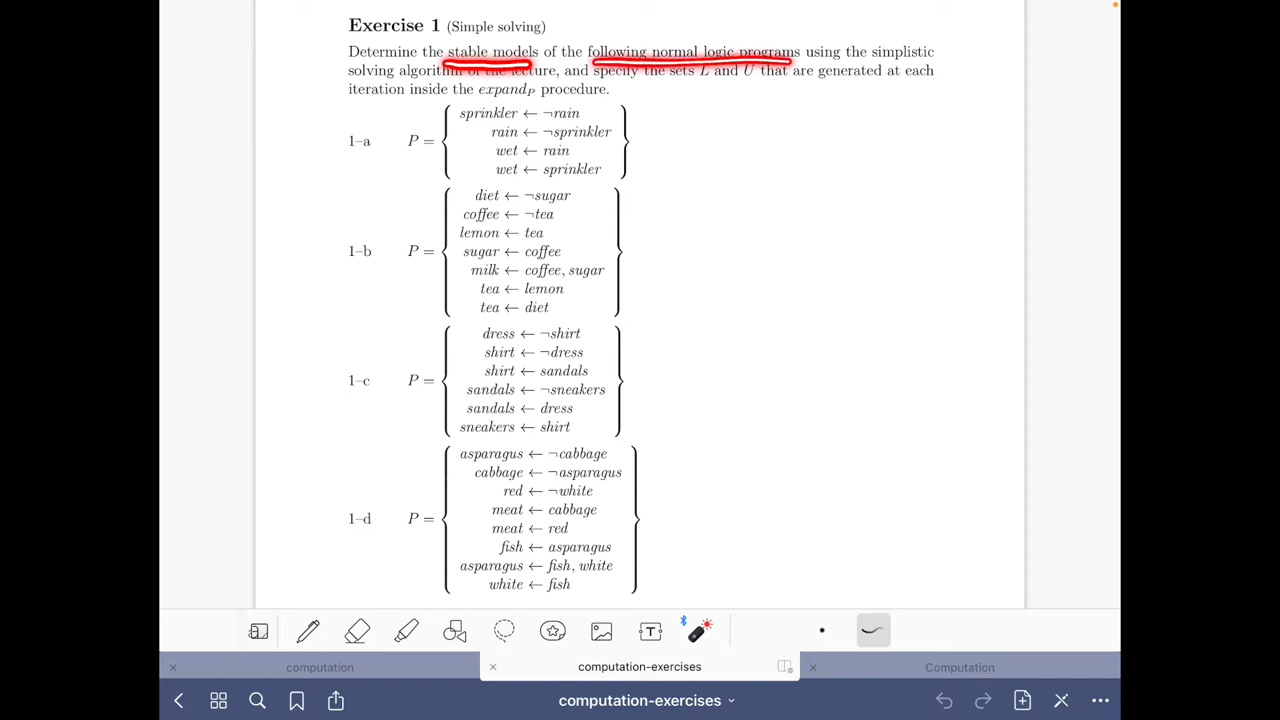 Exercise 1 (Simple solving)
Determine the stable models of the following normal logic programs using the simplistic
solving algorithm of the lecture, and specify the sets L and U that are generated at each
iteration inside the expand_P procedure.
1–a P = { sprinkler ← ¬rain
rain ← ¬sprinkler
wet ← rain
wet ← sprinkler }
1–b P = { diet ← ¬sugar
coffee ← ¬tea
lemon ← tea
sugar ← coffee
milk ← coffee, sugar
tea ← lemon
tea ← diet }
1–c P = { dress ← ¬shirt
shirt ← ¬dress
shirt ← sandals
sandals ← ¬sneakers
sandals ← dress
sneakers ← shirt }
1–d P = { asparagus ← ¬cabbage
cabbage ← ¬asparagus
red ← ¬white
meat ← cabbage
meat ← red
fish ← asparagus
asparagus ← fish, white
white ← fish }
T
× computation × computation-exercises × Computation
computation-exercises